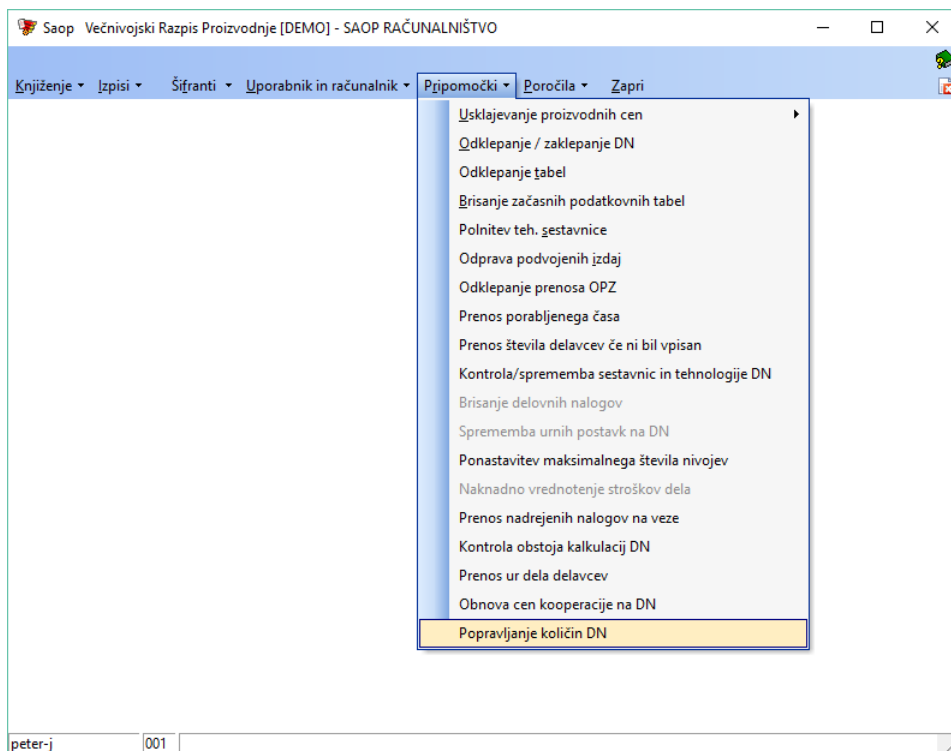 Saop Večnivojski Razpis Proizvodnje [DEMO] - SAOP RAČUNALNIŠTVO
Knjiženje Izpisi Šifranti Uporabnik in računalnik Pripomočki Poročila Zapri
Usklajevanje proizvodnih cen
Odklepanje / zaklepanje DN
Odklepanje tabel
Brisanje začasnih podatkovnih tabel
Polnitev teh. sestavnice
Odprava podvojenih izdaj
Odklepanje prenosa OPZ
Prenos porabljenega časa
Prenos števila delavcev če ni bil vpisan
Kontrola/sprememba sestavnic in tehnologije DN
Brisanje delovnih nalogov
Sprememba urnih postavk na DN
Ponastavitev maksimalnega števila nivojev
Naknadno vrednotenje stroškov dela
Prenos nadrejenih nalogov na veze
Kontrola obstoja kalkulacij DN
Prenos ur dela delavcev
Obnova cen kooperacije na DN
Popravljanje količin DN
peter-j 001